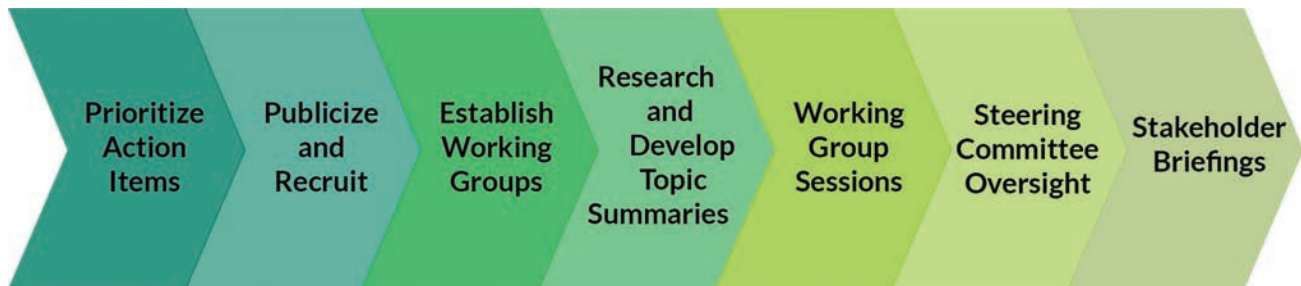 Prioritize
Action
Items
Publicize
and
Recruit
Establish
Working
Groups
Research
and
Develop
Topic
Summaries
Working
Group
Sessions
Steering
Committee
Oversight
Stakeholder
Briefings